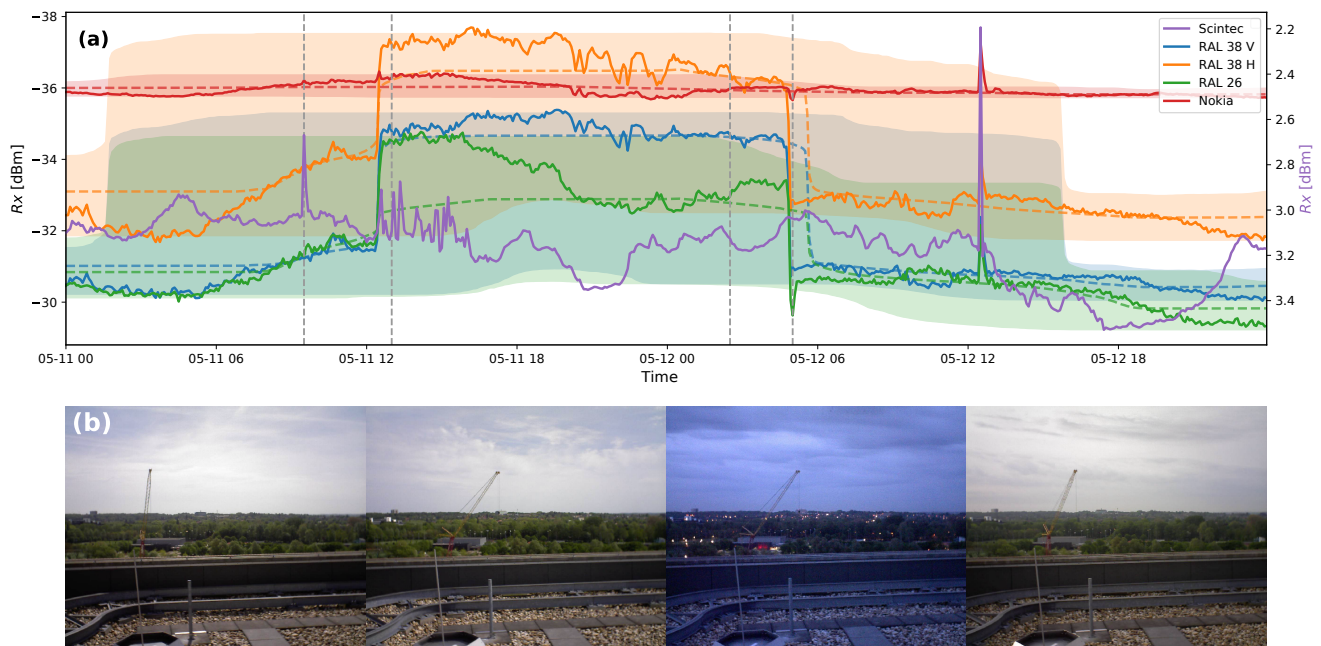 (a)
−38
−36
−34
−32
−30
Rx [dBm]
2.2
2.4
2.6
2.8
3.0
3.2
3.4
Rx [dBm]
Scintec
RAL 38 V
RAL 38 H
RAL 26
Nokia
05-11 00 05-11 06 05-11 12 05-11 18 05-12 00 05-12 06 05-12 12 05-12 18
Time
(b)